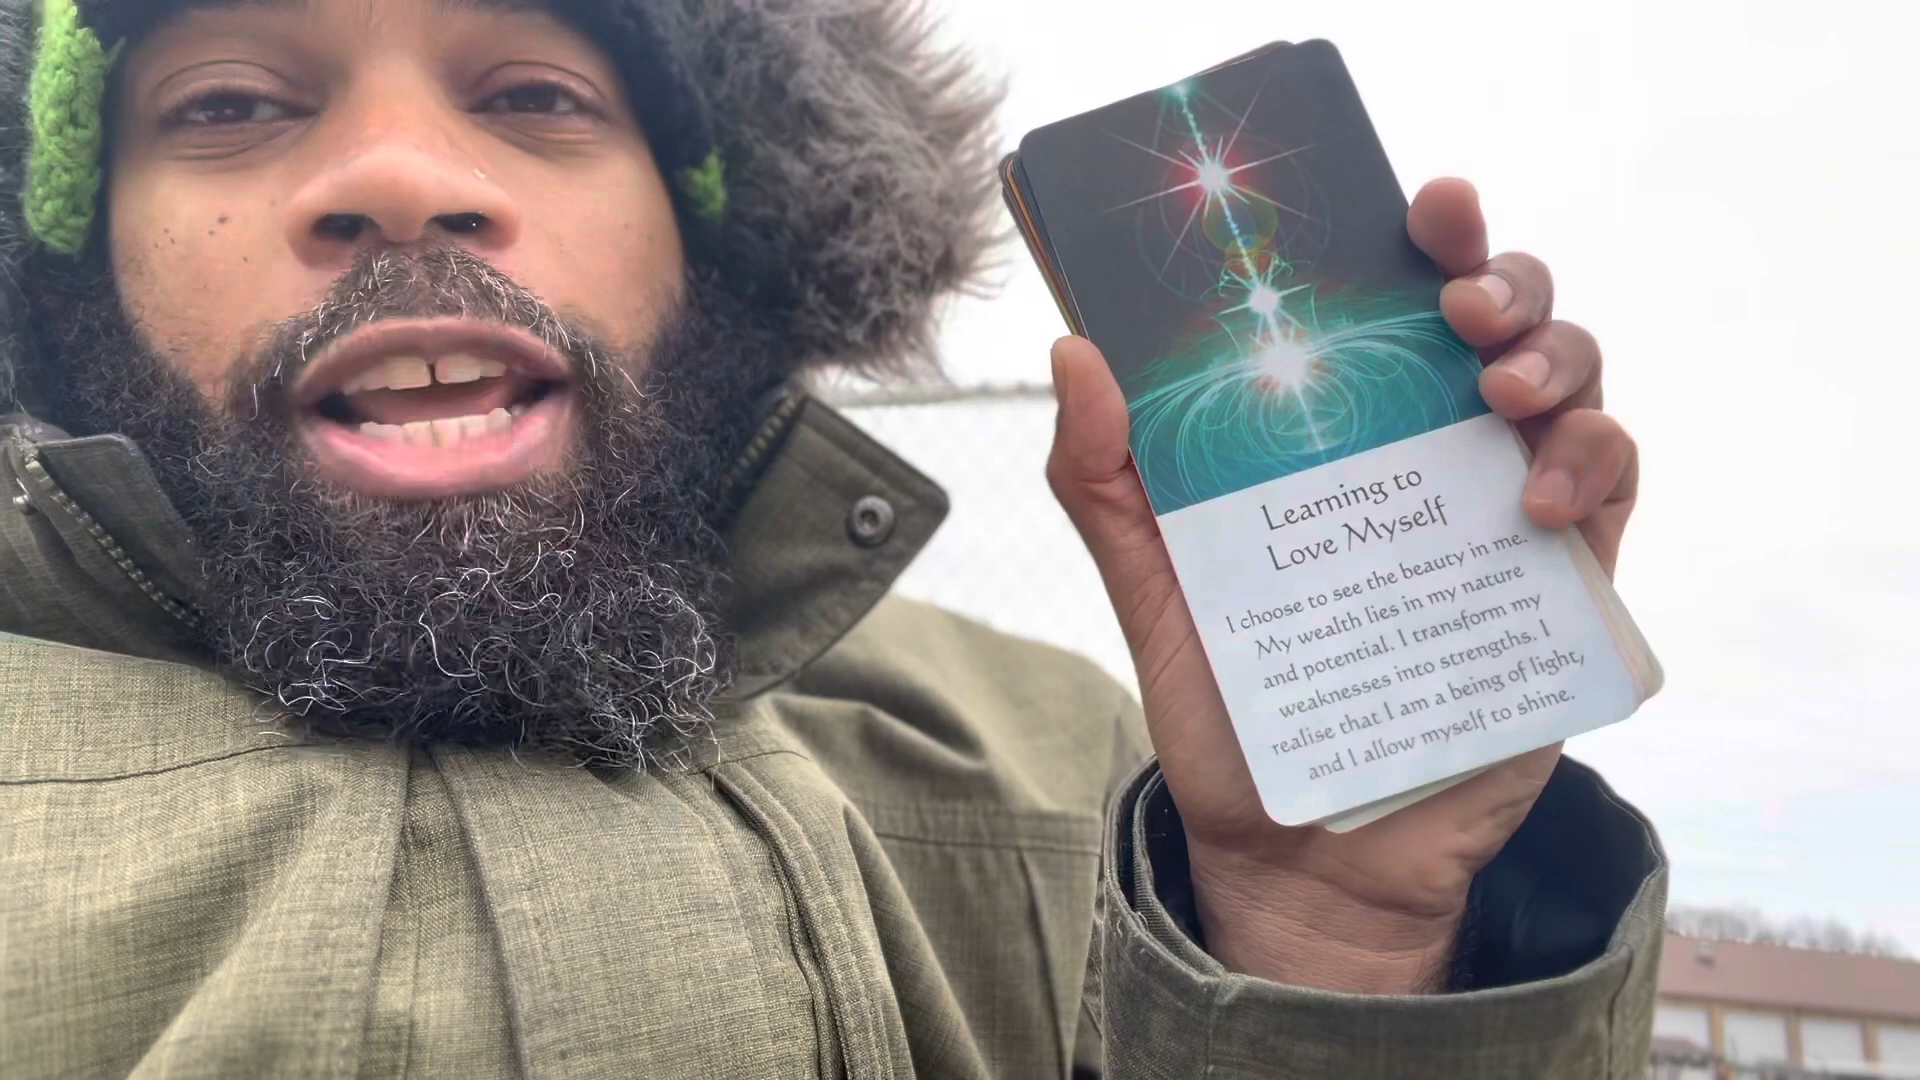 Learning to
Love Myself
I choose to see the beauty in me.
My wealth lies in my nature
and potential. I transform my
weaknesses into strengths. I
realise that I am a being of light,
and I allow myself to shine.